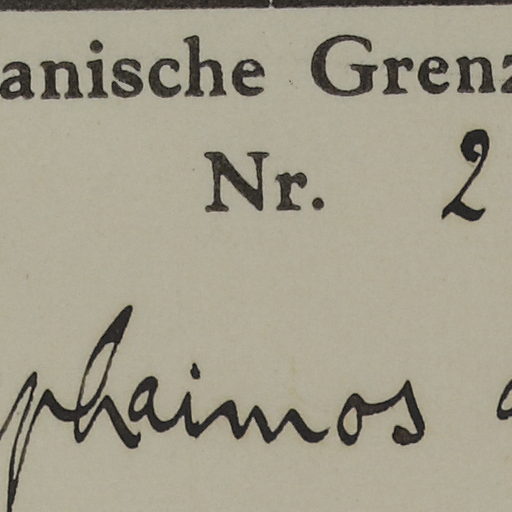 anische Grenz
Nr. 2
phaimos